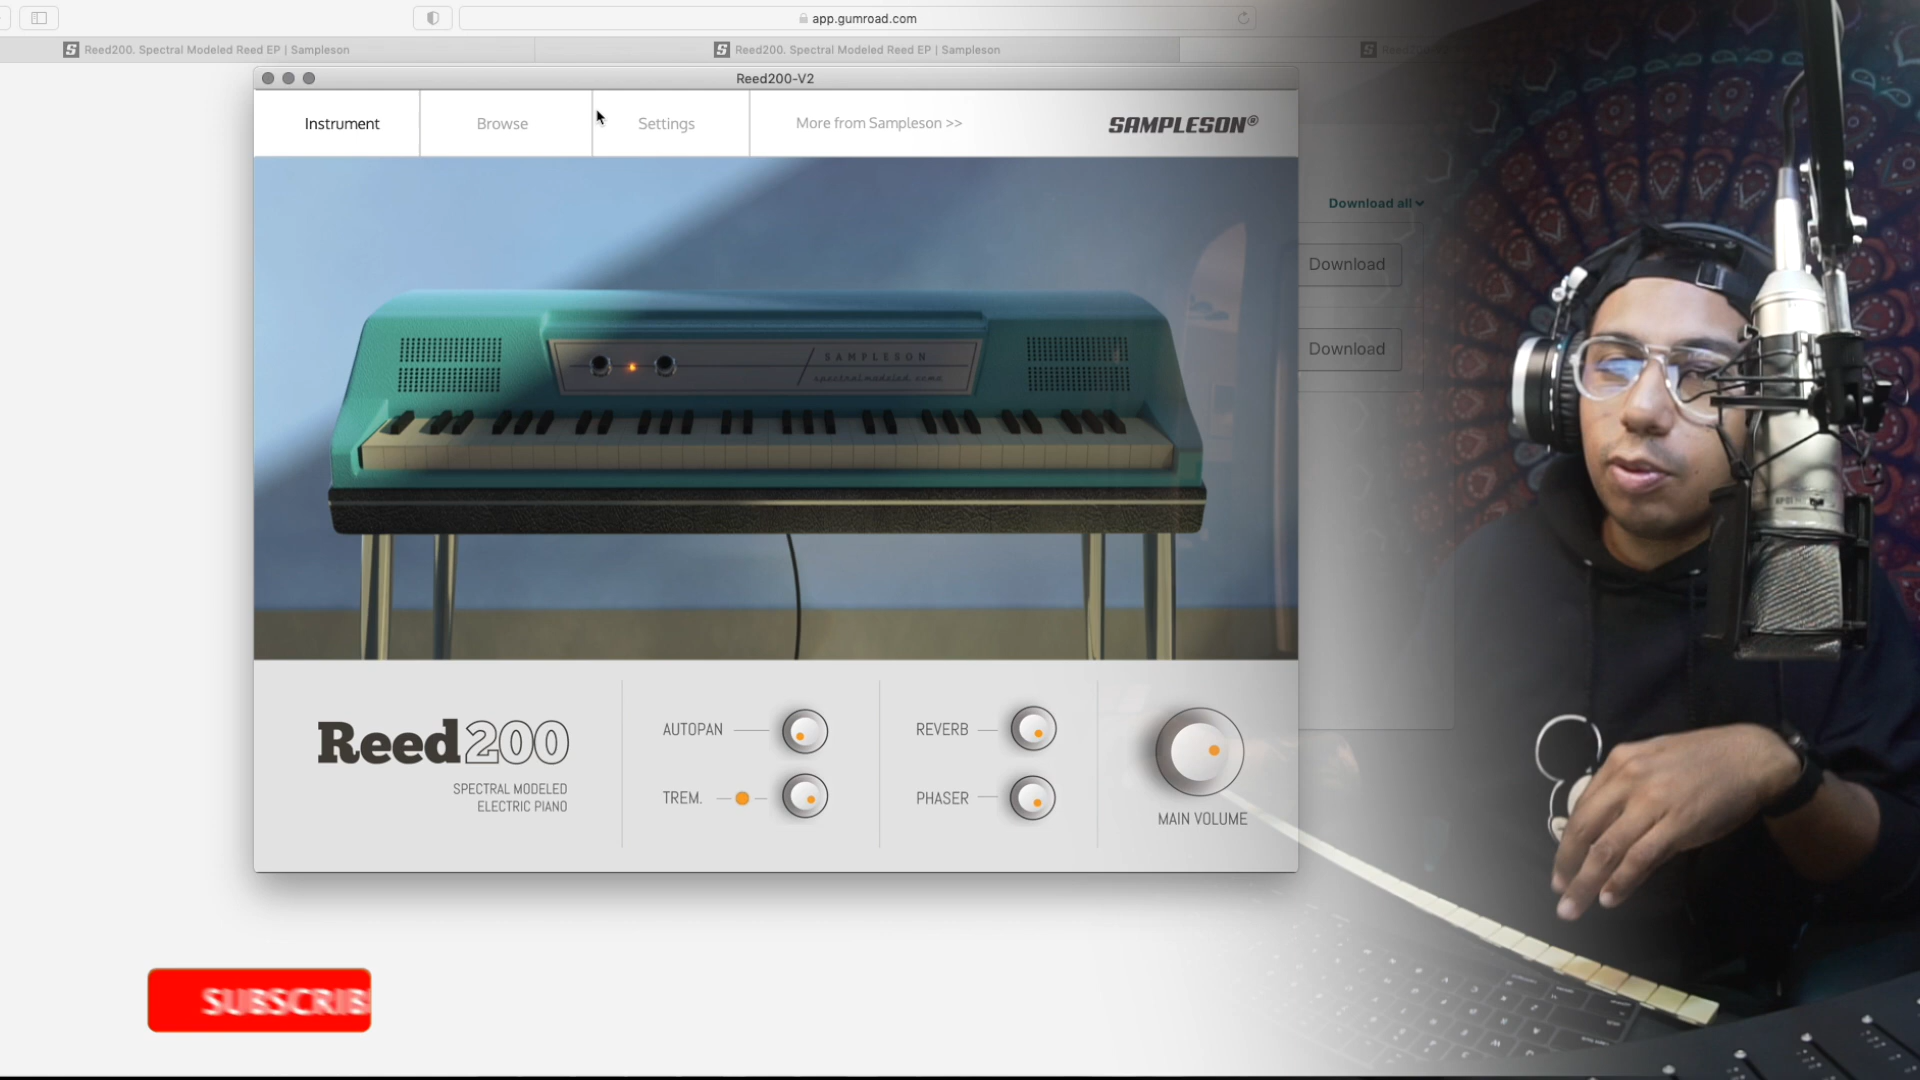 app.gumroad.com
Reed200. Spectral Modeled Reed EP | Sampleson
Reed200. Spectral Modeled Reed EP | Sampleson
Reed200-V2
Instrument
Browse
Settings
More from Sampleson >>
SAMPLESON®
Download all
Download
Download
SAMPLESON
Reed200
SPECTRAL MODELED
ELECTRIC PIANO
AUTOPAN
TREM.
REVERB
PHASER
MAIN VOLUME